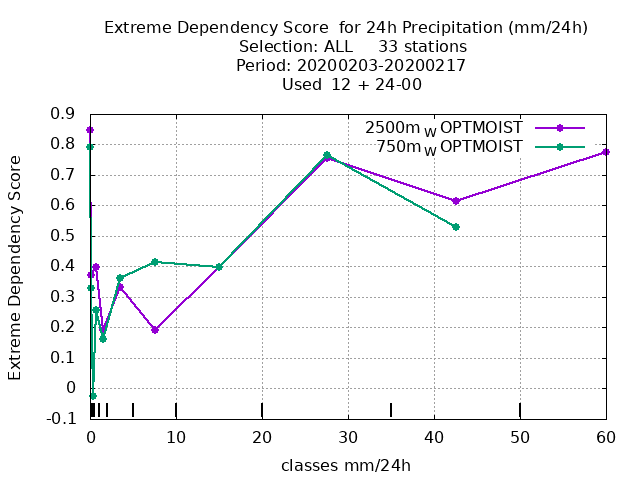 Extreme Dependency Score  for 24h Precipitation (mm/24h)
Selection: ALL     33 stations
Period: 20200203-20200217
Used  12 + 24-00
2500m W OPTMOIST
750m W OPTMOIST
0.9
0.8
0.7
0.6
0.5
0.4
0.3
0.2
0.1
0
-0.1
Extreme Dependency Score
0 10 20 30 40 50 60
classes mm/24h